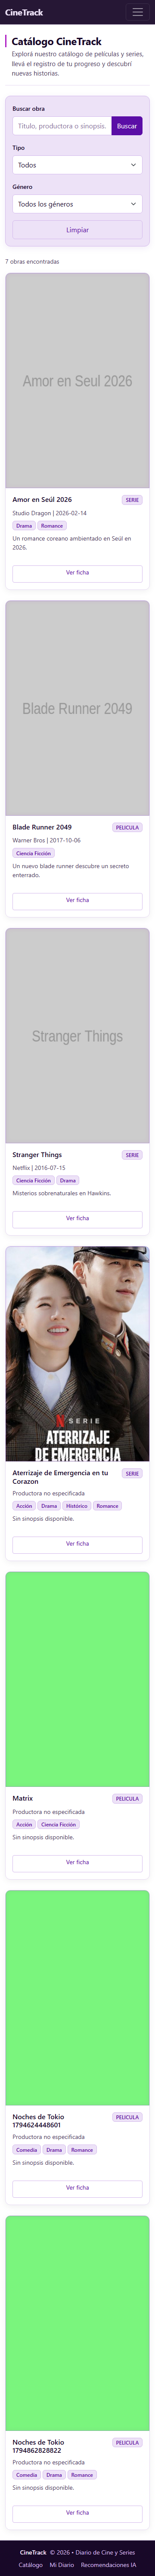 CineTrack
Catálogo CineTrack
Explorá nuestro catálogo de películas y series,
lleva el registro de tu progreso y descubrí
nuevas historias.
Buscar obra
Título, productora o sinopsis.
Buscar
Tipo
Todos
Género
Todos los géneros
Limpiar
7 obras encontradas
Amor en Seul 2026
Amor en Seúl 2026
SERIE
Studio Dragon | 2026-02-14
Drama Romance
Un romance coreano ambientado en Seúl en
2026.
Ver ficha
Blade Runner 2049
Blade Runner 2049
PELICULA
Warner Bros | 2017-10-06
Ciencia Ficción
Un nuevo blade runner descubre un secreto
enterrado.
Ver ficha
Stranger Things
Stranger Things
SERIE
Netflix | 2016-07-15
Ciencia Ficción Drama
Misterios sobrenaturales en Hawkins.
Ver ficha
N SERIE
ATERRIZAJE
DE EMERGENCIA
Aterrizaje de Emergencia en tu
Corazon
SERIE
Productora no especificada
Acción Drama Histórico Romance
Sin sinopsis disponible.
Ver ficha
Matrix
PELICULA
Productora no especificada
Acción Ciencia Ficción
Sin sinopsis disponible.
Ver ficha
Noches de Tokio
1794624448601
PELICULA
Productora no especificada
Comedia Drama Romance
Sin sinopsis disponible.
Ver ficha
Noches de Tokio
1794862828822
PELICULA
Productora no especificada
Comedia Drama Romance
Sin sinopsis disponible.
Ver ficha
CineTrack © 2026 • Diario de Cine y Series
Catálogo Mi Diario Recomendaciones IA